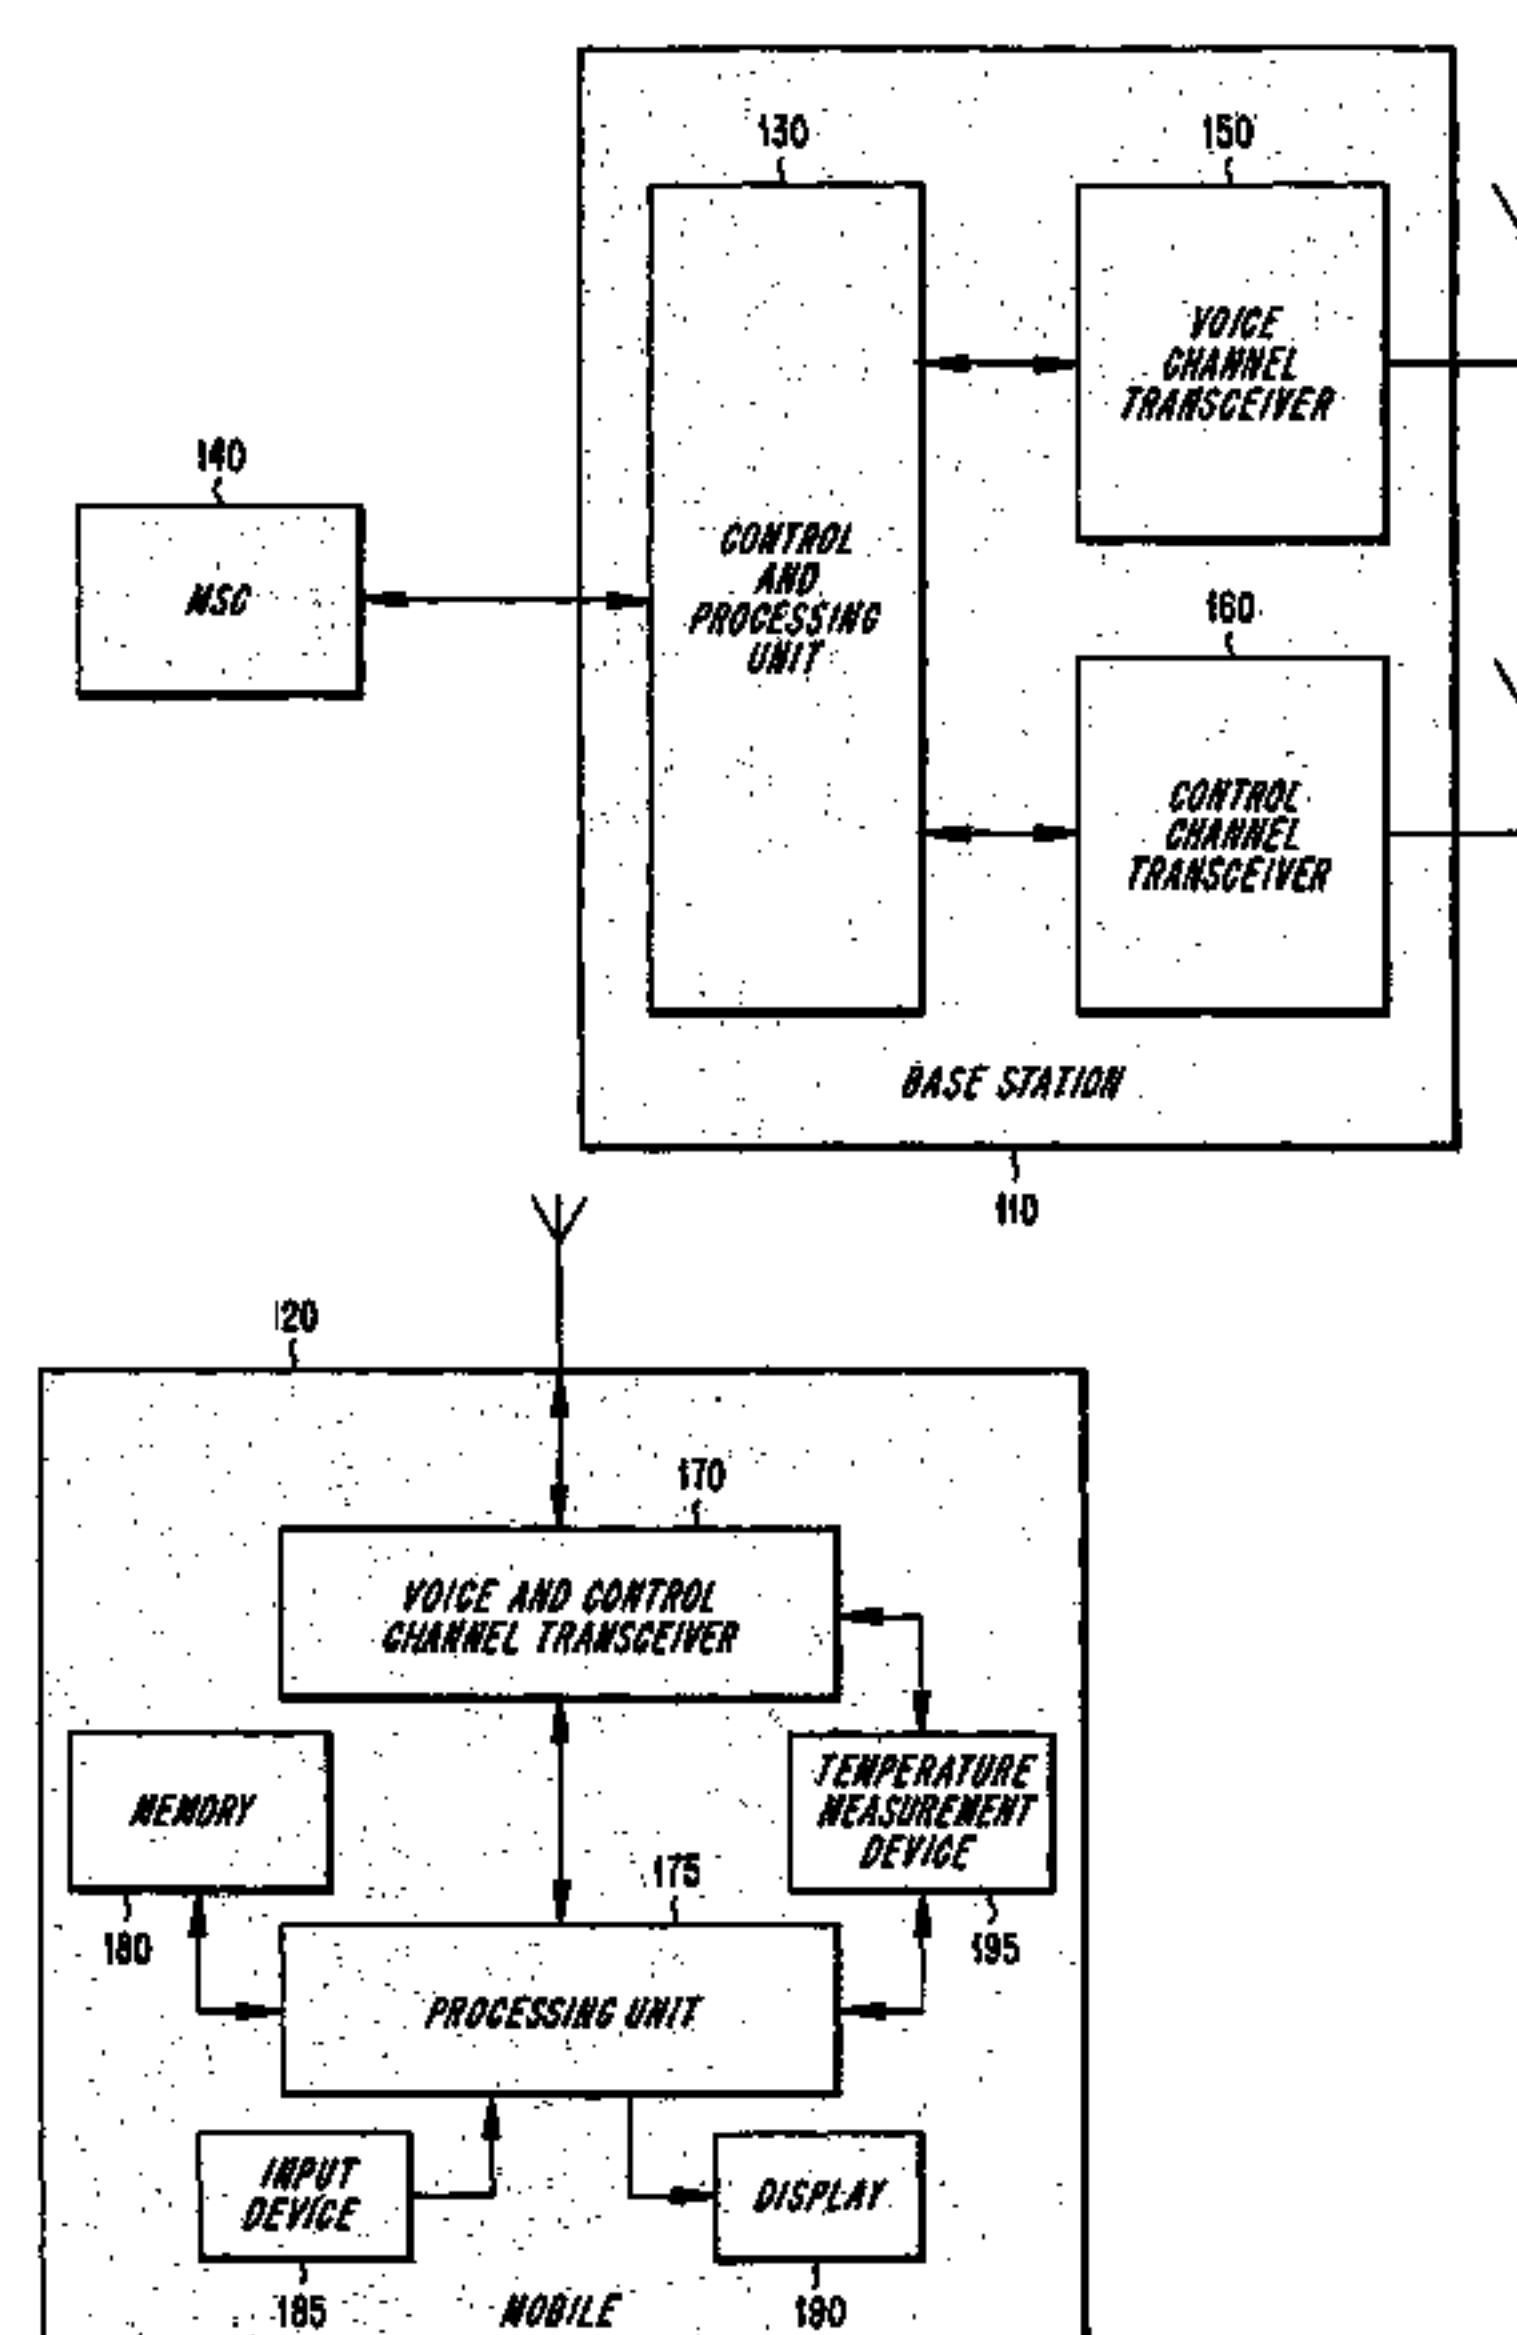 130
150
VOICE
CHANNEL
TRANSCEIVER
140
MSC
CONTROL
AND
PROCESSING
UNIT
160
CONTROL
CHANNEL
TRANSCEIVER
BASE STATION
110
120
170
VOICE AND CONTROL
CHANNEL TRANSCEIVER
MEMORY
180
TEMPERATURE
MEASUREMENT
DEVICE
195
175
PROCESSING UNIT
INPUT
DEVICE
185
DISPLAY
190
MOBILE